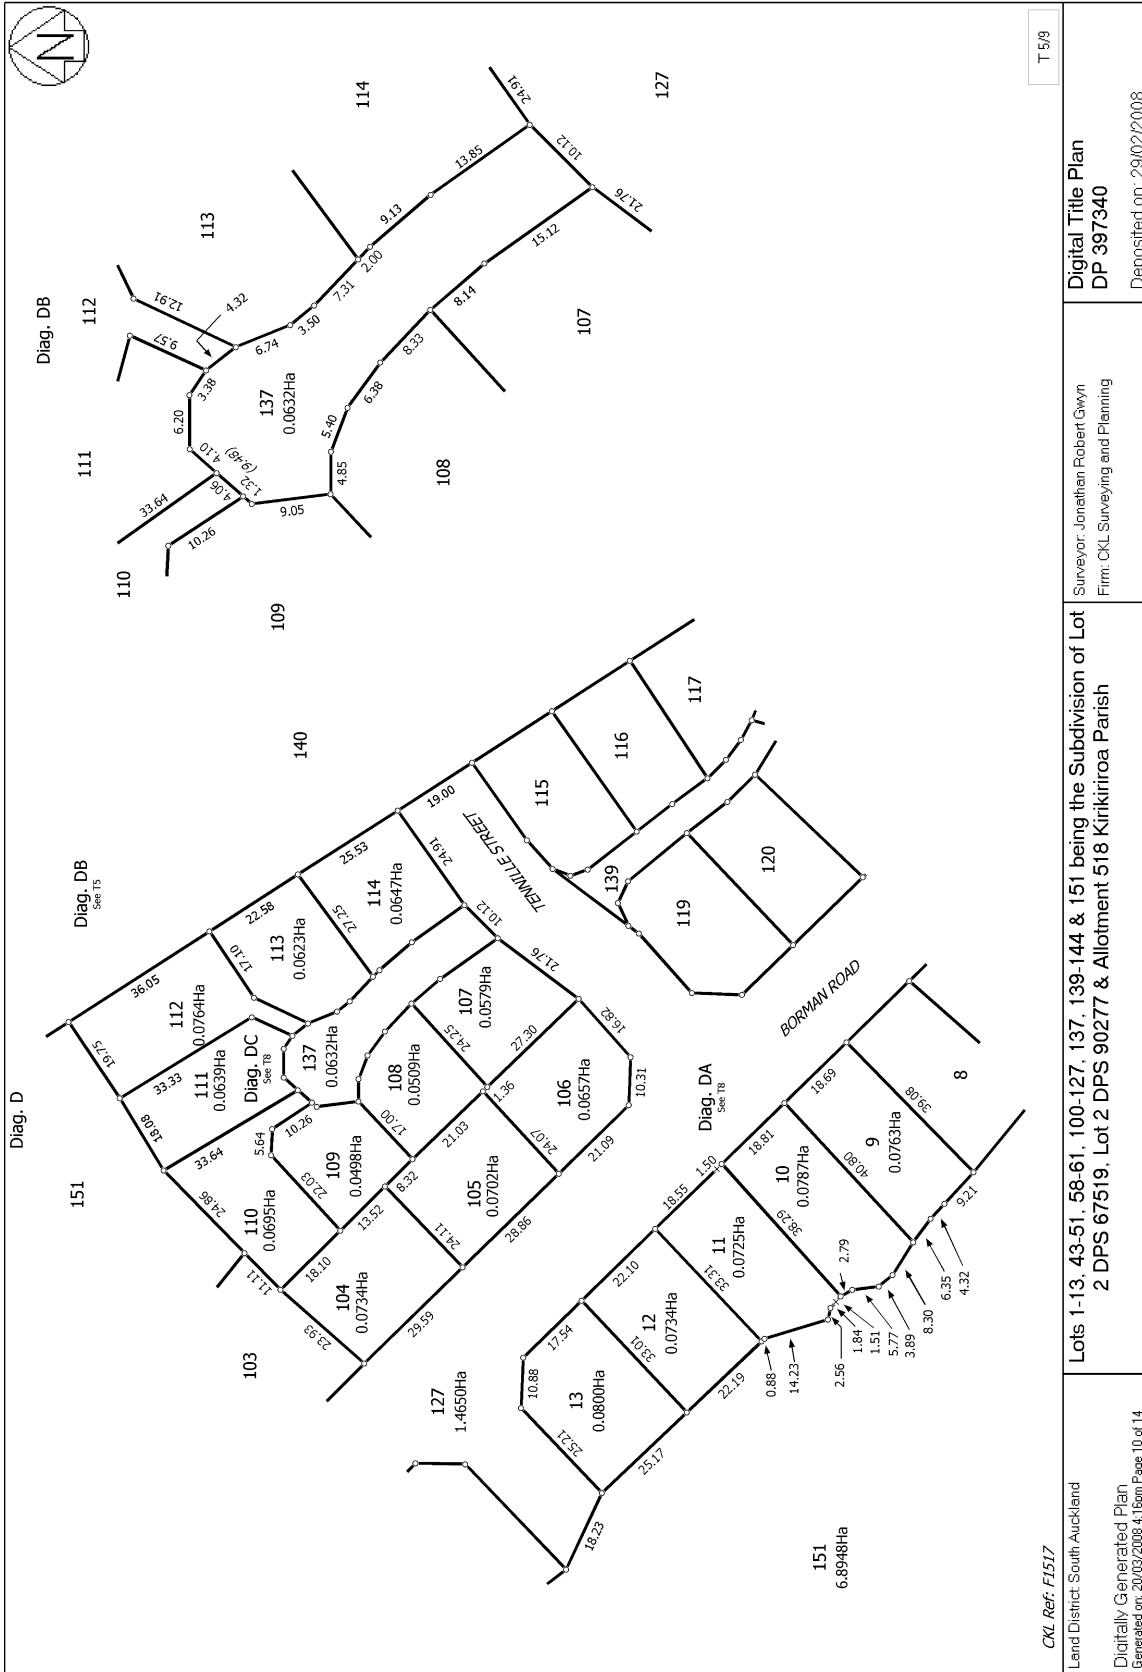 N
T 5/9
Diag. D
Diag. DB
See T5
Diag. DB
151
36.05
19.75
112
0.0764Ha
22.58
17.10
113
0.0623Ha
25.53
27.25
114
0.0647Ha
24.91
19.00
140
18.08
33.33
111
0.0639Ha
Diag. DC
See T8
33.64
24.86
110
0.0695Ha
5.64
10.26
22.03
109
0.0498Ha
137
0.0632Ha
108
0.0509Ha
17.00
107
0.0579Ha
24.25
10.12
21.76
27.30
1.36
21.03
8.32
13.52
18.10
11.11
23.93
104
0.0734Ha
29.59
24.11
105
0.0702Ha
28.86
24.07
106
0.0657Ha
16.82
10.31
21.09
103
TENNILLE STREET
115
116
117
139
119
120
BORMAN ROAD
Diag. DA
See T8
127
1.4650Ha
10.88
17.54
13
0.0800Ha
25.21
33.01
25.17
18.23
22.10
12
0.0734Ha
22.19
33.31
18.55
11
0.0725Ha
1.50
18.81
10
0.0787Ha
38.29
18.69
40.80
9
0.0763Ha
39.08
8
9.21
0.88
14.23
2.56
1.84
1.51
2.79
5.77
3.89
8.30
6.35
4.32
151
6.8948Ha
110
111
112
113
114
127
107
108
109
33.64
10.26
4.06
4.10
(9.48)
1.32
9.05
4.85
5.40
6.38
8.33
8.14
15.12
21.76
10.12
24.91
13.85
9.13
2.00
7.31
3.50
6.74
4.32
12.91
9.57
3.38
6.20
137
0.0632Ha
CKL Ref: F1517
Land District: South Auckland
Digitally Generated Plan
Generated on: 20/03/2008 4:16pm Page 10 of 14
Lots 1-13, 43-51, 58-61, 100-127, 137, 139-144 & 151 being the Subdivision of Lot
2 DPS 67519, Lot 2 DPS 90277 & Allotment 518 Kirikiriroa Parish
Surveyor: Jonathan Robert Gwyn
Firm: CKL Surveying and Planning
Digital Title Plan
DP 397340
Deposited on: 29/02/2008